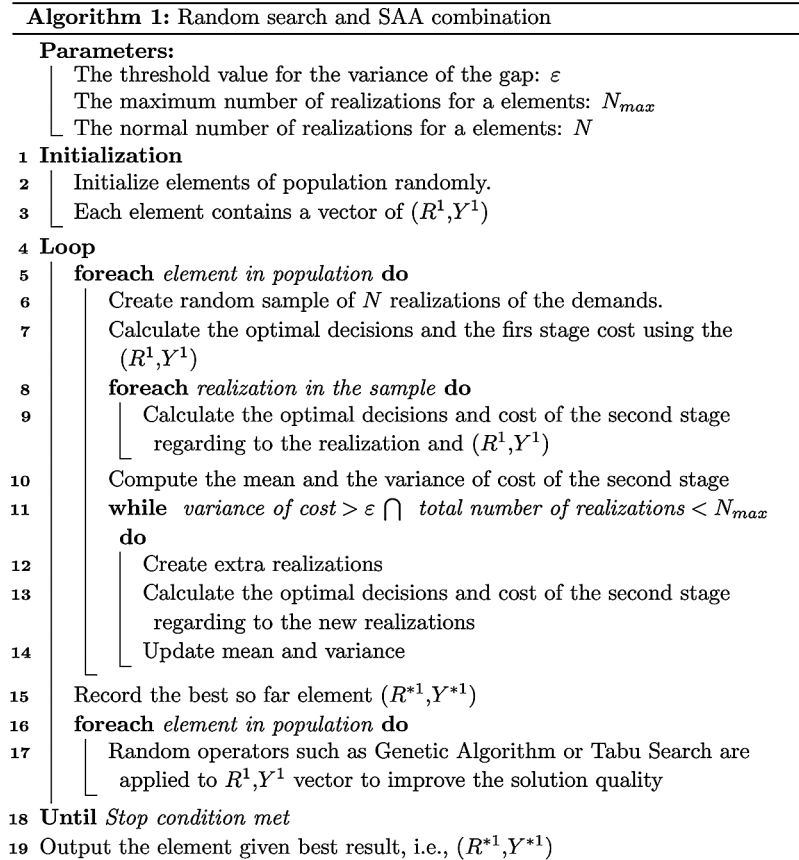 Algorithm 1: Random search and SAA combination
Parameters:
The threshold value for the variance of the gap: ε
The maximum number of realizations for a elements: N_max
The normal number of realizations for a elements: N
1 Initialization
2 Initialize elements of population randomly.
3 Each element contains a vector of (R¹,Y¹)
4 Loop
5 foreach element in population do
6 Create random sample of N realizations of the demands.
7 Calculate the optimal decisions and the firs stage cost using the
(R¹,Y¹)
8 foreach realization in the sample do
9 Calculate the optimal decisions and cost of the second stage
regarding to the realization and (R¹,Y¹)
10 Compute the mean and the variance of cost of the second stage
11 while variance of cost > ε ⋂ total number of realizations < N_max
do
12 Create extra realizations
13 Calculate the optimal decisions and cost of the second stage
regarding to the new realizations
14 Update mean and variance
15 Record the best so far element (R*¹,Y*¹)
16 foreach element in population do
17 Random operators such as Genetic Algorithm or Tabu Search are
applied to R¹,Y¹ vector to improve the solution quality
18 Until Stop condition met
19 Output the element given best result, i.e., (R*¹,Y*¹)